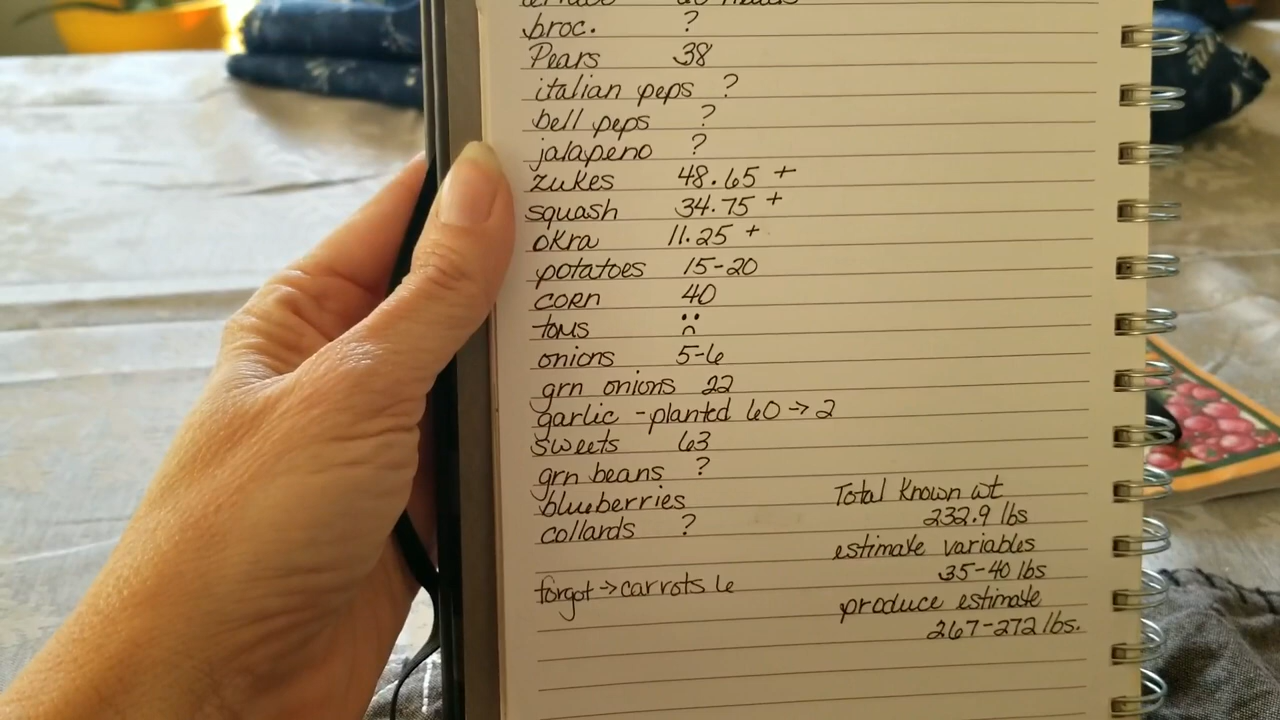 broc. ?
Pears 38
italian peps ?
bell peps ?
jalapeno ?
zukes 48.65 +
squash 34.75 +
okra 11.25 +
potatoes 15-20
corn 40
toms :(
onions 5-6
grn onions 22
garlic - planted 60 → 2
sweets 63
grn beans ?
blueberries
collards ?
forgot → carrots 6
Total Known wt
232.9 lbs
estimate variables
35-40 lbs
produce estimate
267-272 lbs.